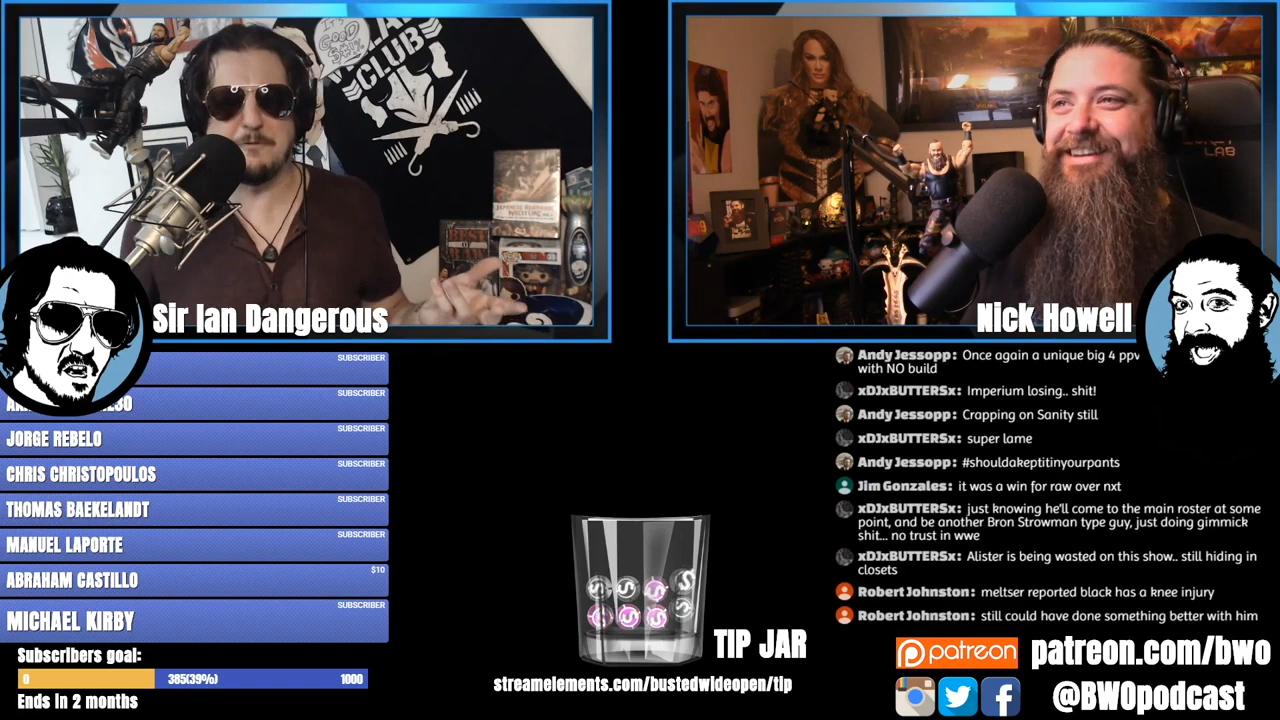 IT'S
GOOD
CLUB
BEST
LAB
Sir Ian Dangerous
Nick Howell
SUBSCRIBER
SUBSCRIBER
JORGE REBELO
SUBSCRIBER
CHRIS CHRISTOPOULOS
SUBSCRIBER
THOMAS BAEKELANDT
SUBSCRIBER
MANUEL LAPORTE
SUBSCRIBER
ABRAHAM CASTILLO
$10
MICHAEL KIRBY
SUBSCRIBER
Subscribers goal:
0 385(39%) 1000
Ends in 2 months
TIP JAR
streamelements.com/bustedwideopen/tip
Andy Jessopp: Once again a unique big 4 ppv
with NO build
xDJxBUTTERSx: Imperium losing.. shit!
Andy Jessopp: Crapping on Sanity still
xDJxBUTTERSx: super lame
Andy Jessopp: #shouldakeptitinyourpants
Jim Gonzales: it was a win for raw over nxt
xDJxBUTTERSx: just knowing he'll come to the main roster at some
point, and be another Bron Strowman type guy, just doing gimmick
shit... no trust in wwe
xDJxBUTTERSx: Alister is being wasted on this show.. still hiding in
closets
Robert Johnston: meltser reported black has a knee injury
Robert Johnston: still could have done something better with him
patreon patreon.com/bwo
@BWOpodcast